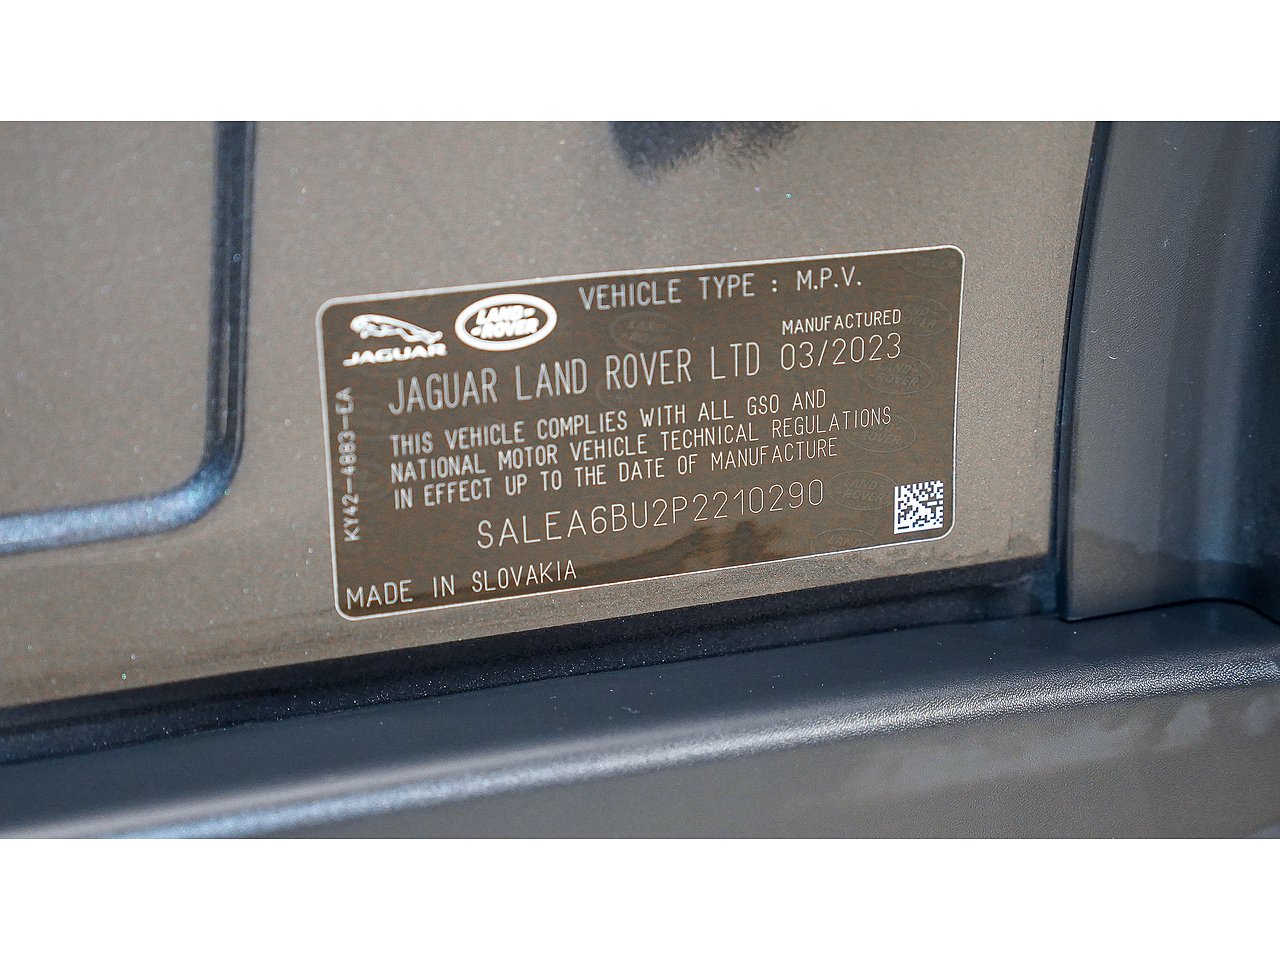 VEHICLE TYPE : M.P.V.
JAGUAR
LAND-
-ROVER
MANUFACTURED
JAGUAR LAND ROVER LTD 03/2023
THIS VEHICLE COMPLIES WITH ALL GSO AND
NATIONAL MOTOR VEHICLE TECHNICAL REGULATIONS
IN EFFECT UP TO THE DATE OF MANUFACTURE
SALEA6BU2P2210290
MADE IN SLOVAKIA
KY42-4883-EA